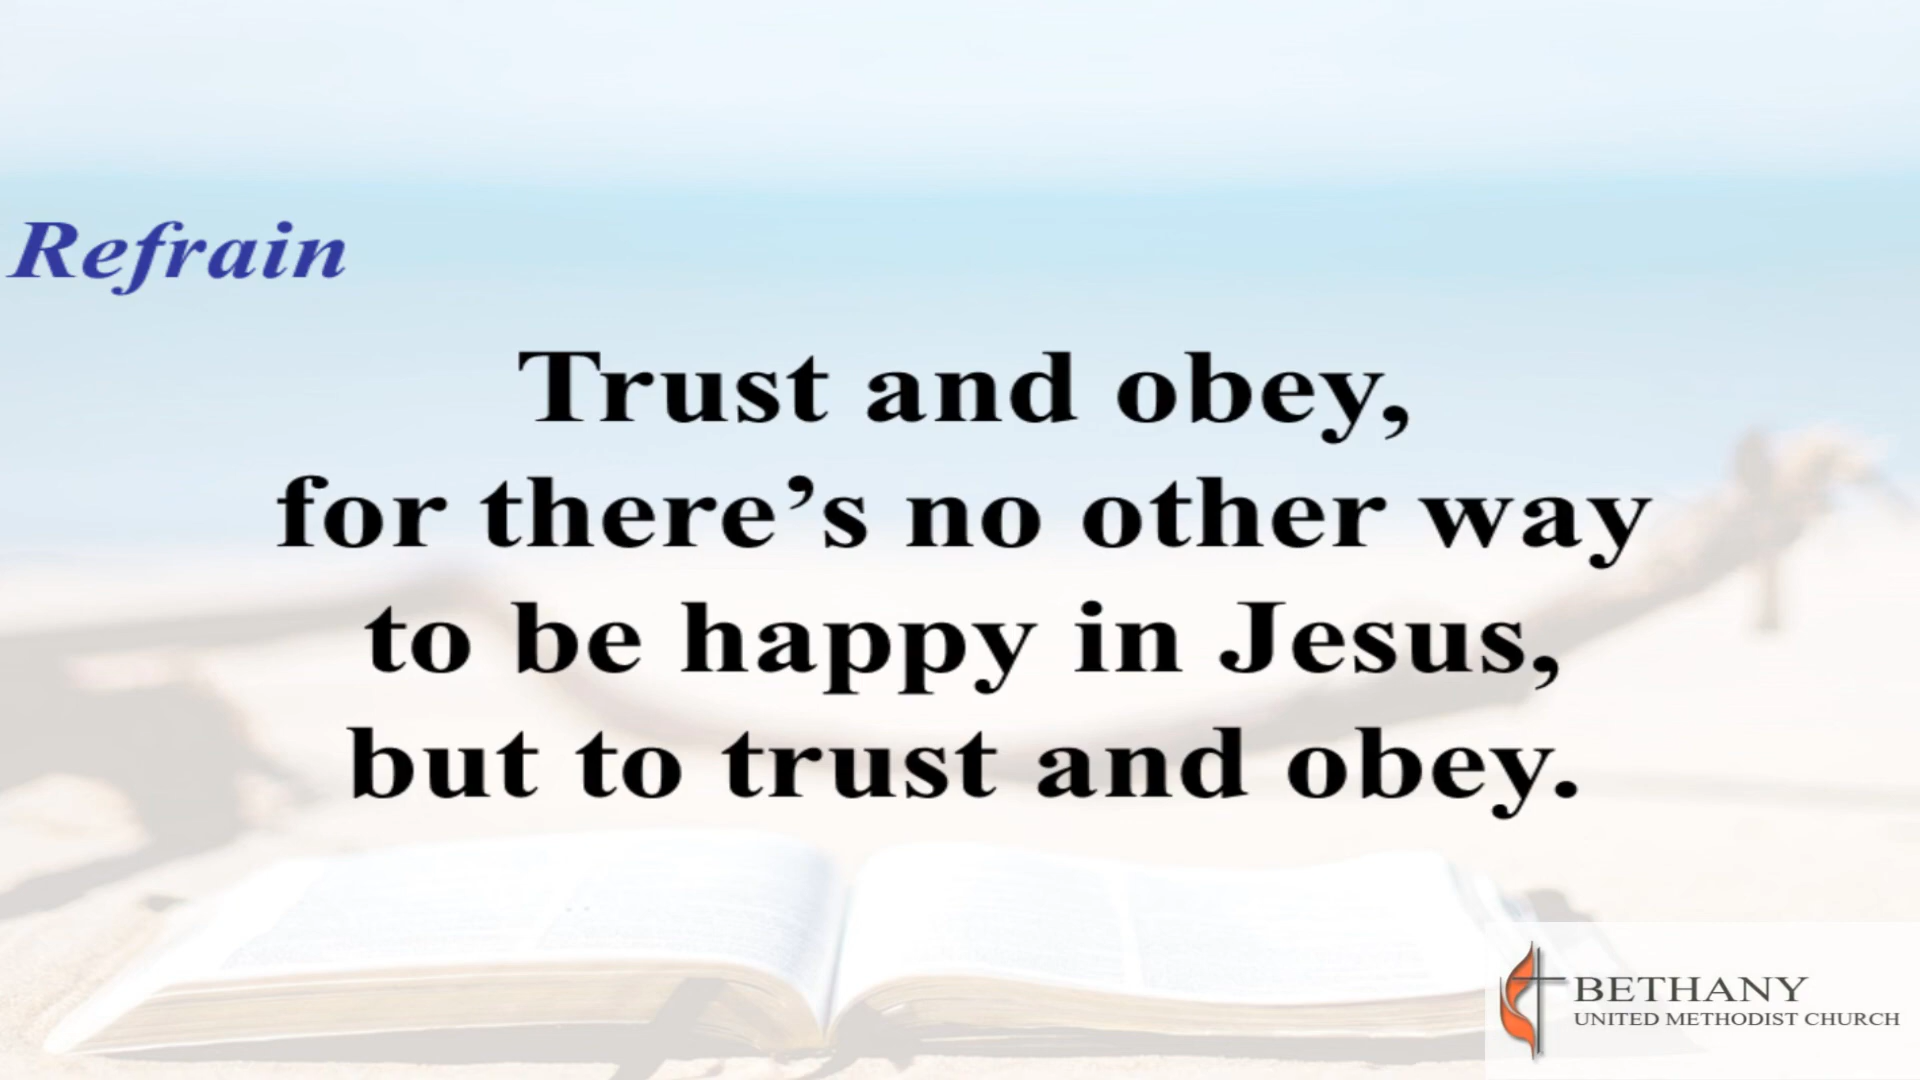 Refrain
Trust and obey,
for there’s no other way
to be happy in Jesus,
but to trust and obey.
BETHANY
UNITED METHODIST CHURCH